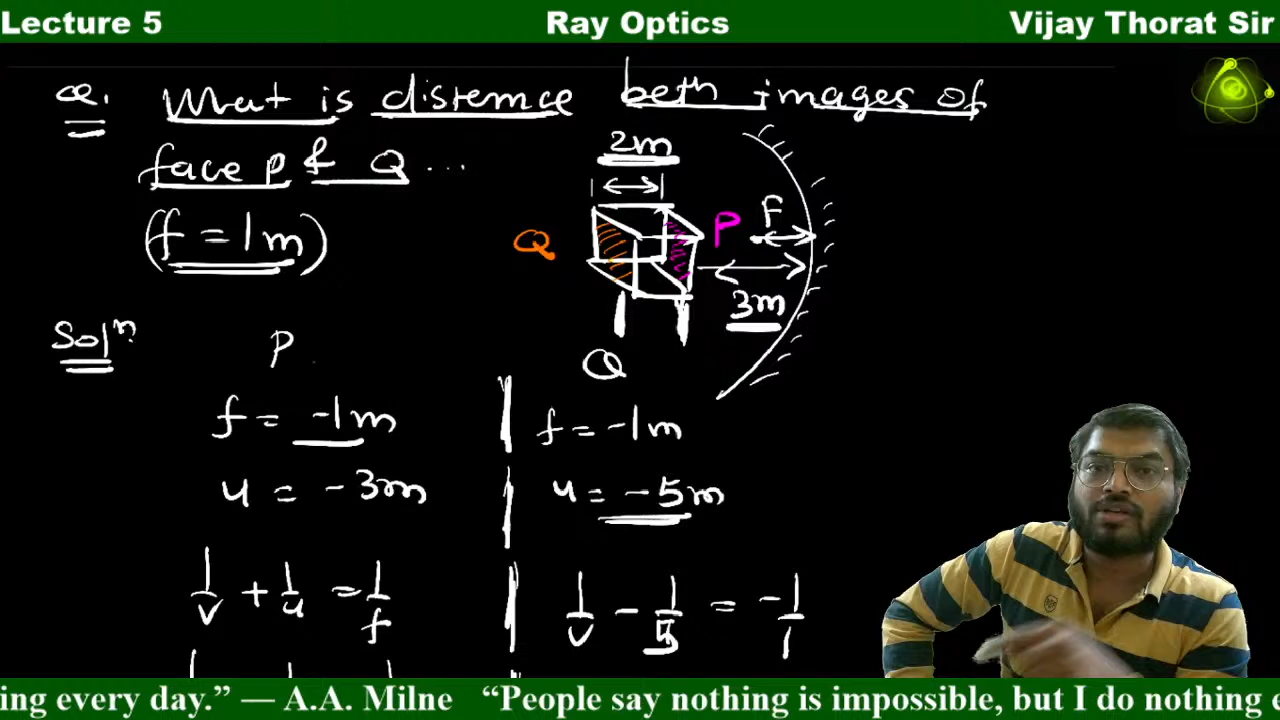 Lecture 5
Ray Optics
Vijay Thorat Sir
Q. What is distance betn images of
face P & Q ...
(f = 1m)
2m
Q
P
F
3m
Solⁿ
P
Q
f = -1m
f = -1m
u = -3m
u = -5m
1/v + 1/u = 1/f
1/v - 1/5 = -1/1
ing every day.” — A.A. Milne “People say nothing is impossible, but I do nothing e